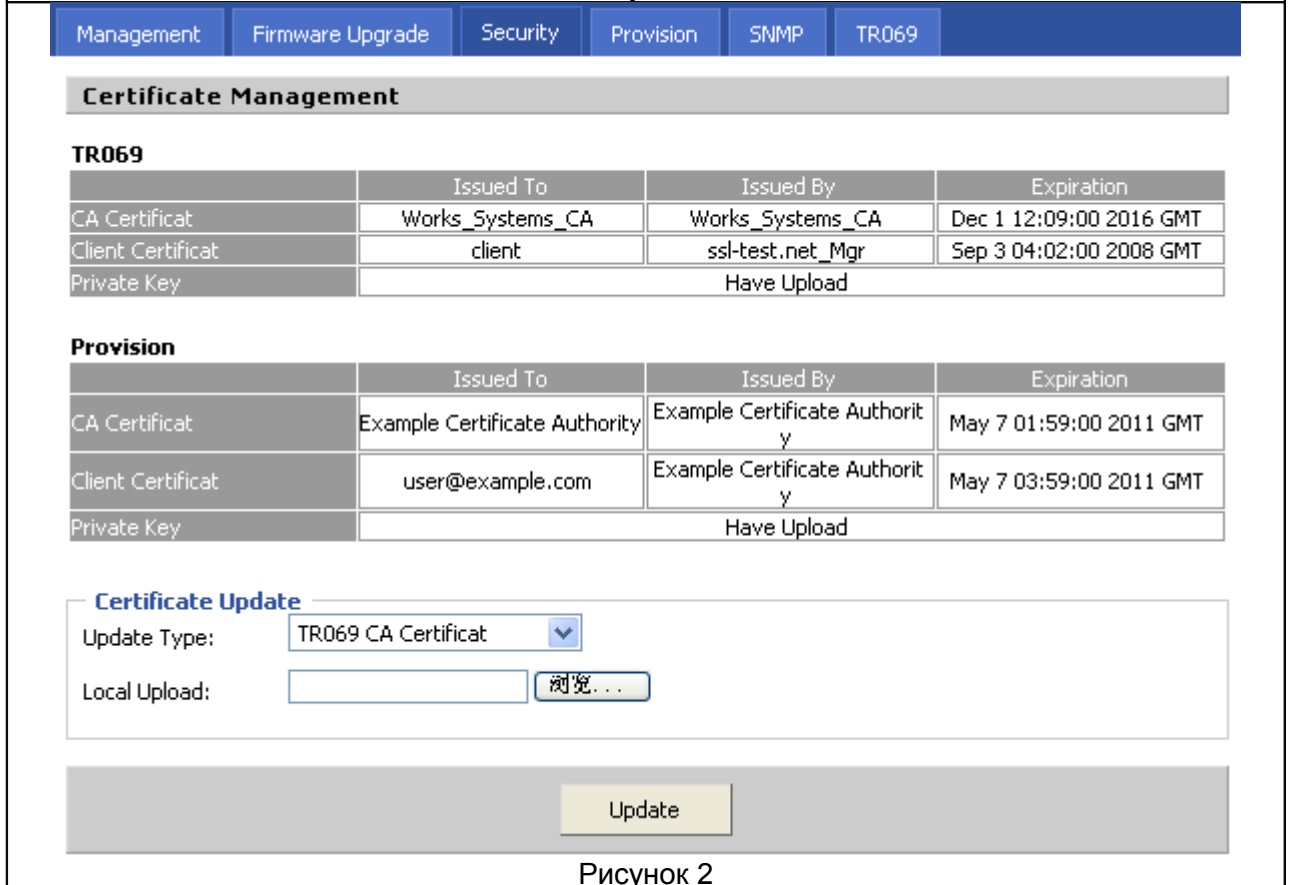 Management Firmware Upgrade Security Provision SNMP TR069
Certificate Management
TR069
Issued To Issued By Expiration
CA Certificat Works_Systems_CA Works_Systems_CA Dec 1 12:09:00 2016 GMT
Client Certificat client ssl-test.net_Mgr Sep 3 04:02:00 2008 GMT
Private Key Have Upload
Provision
Issued To Issued By Expiration
CA Certificat Example Certificate Authority Example Certificate Authorit
y
May 7 01:59:00 2011 GMT
Client Certificat user@example.com Example Certificate Authorit
y
May 7 03:59:00 2011 GMT
Private Key Have Upload
Certificate Update
Update Type: TR069 CA Certificat
Local Upload: 浏览...
Update
Рисунок 2